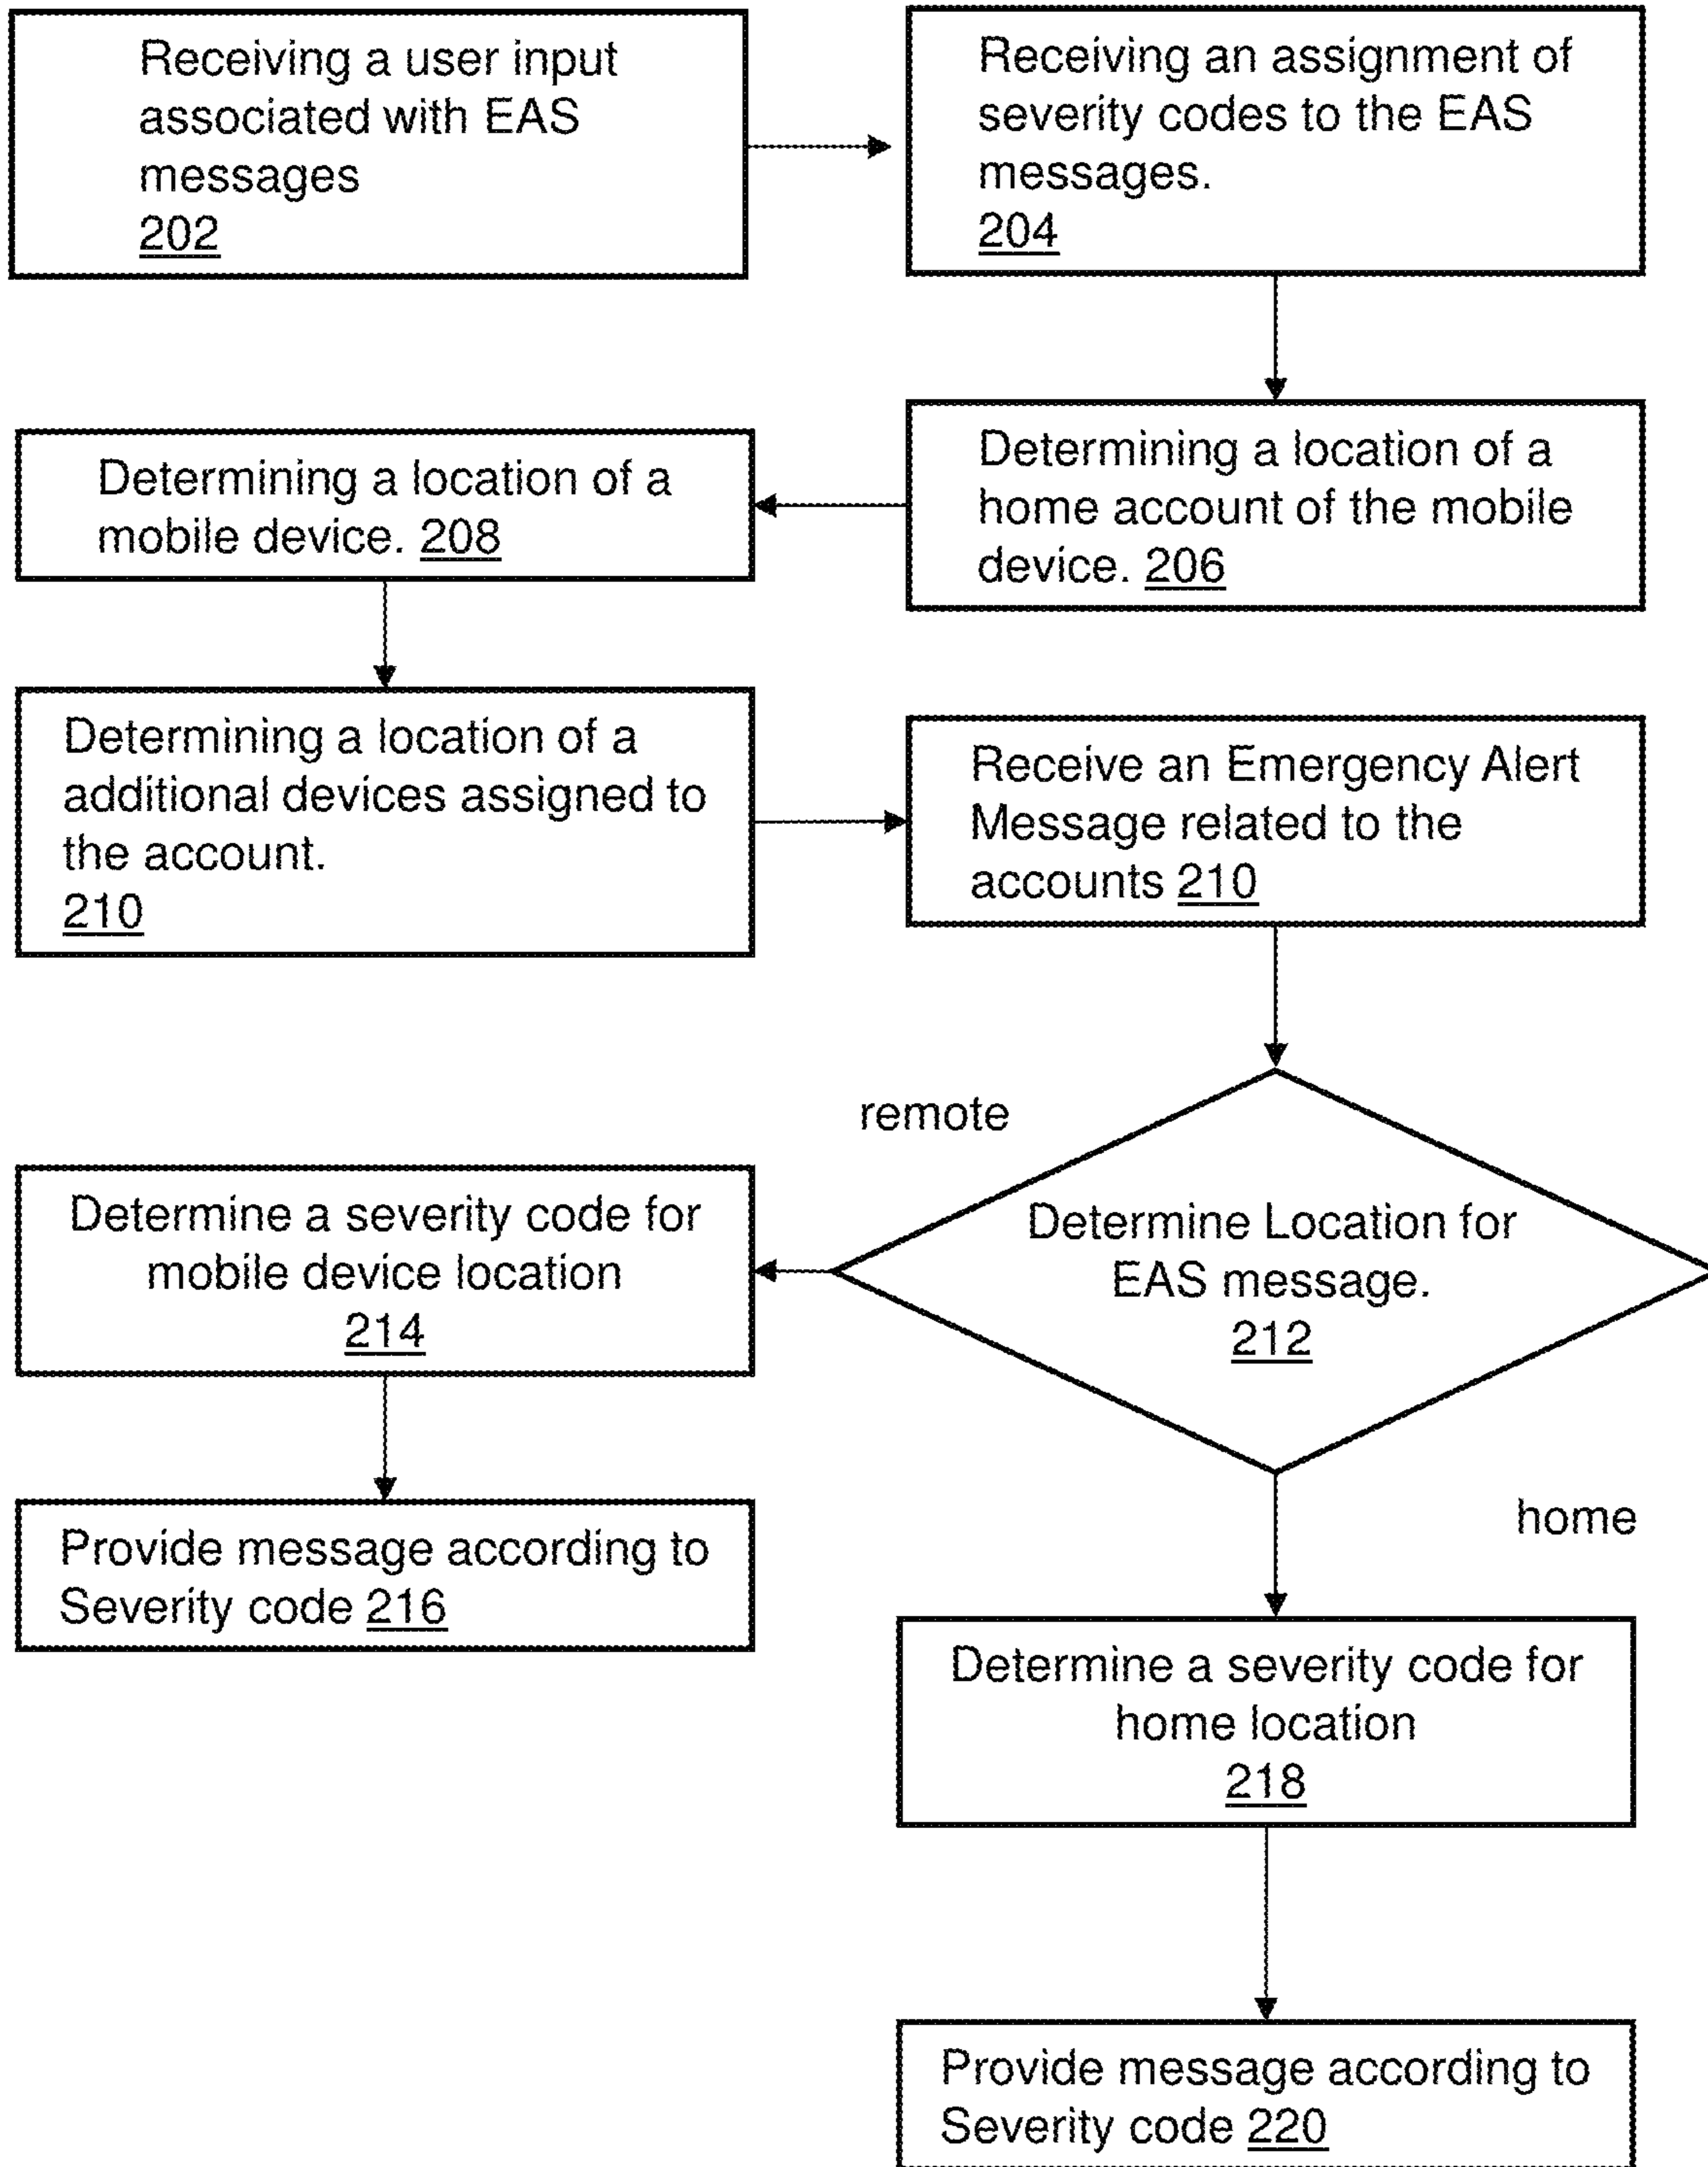 Receiving a user input
associated with EAS
messages
202
Receiving an assignment of
severity codes to the EAS
messages.
204
Determining a location of a
home account of the mobile
device. 206
Determining a location of a
mobile device. 208
Determining a location of a
additional devices assigned to
the account.
210
Receive an Emergency Alert
Message related to the
accounts 210
Determine Location for
EAS message.
212
remote
Determine a severity code for
mobile device location
214
Provide message according to
Severity code 216
home
Determine a severity code for
home location
218
Provide message according to
Severity code 220